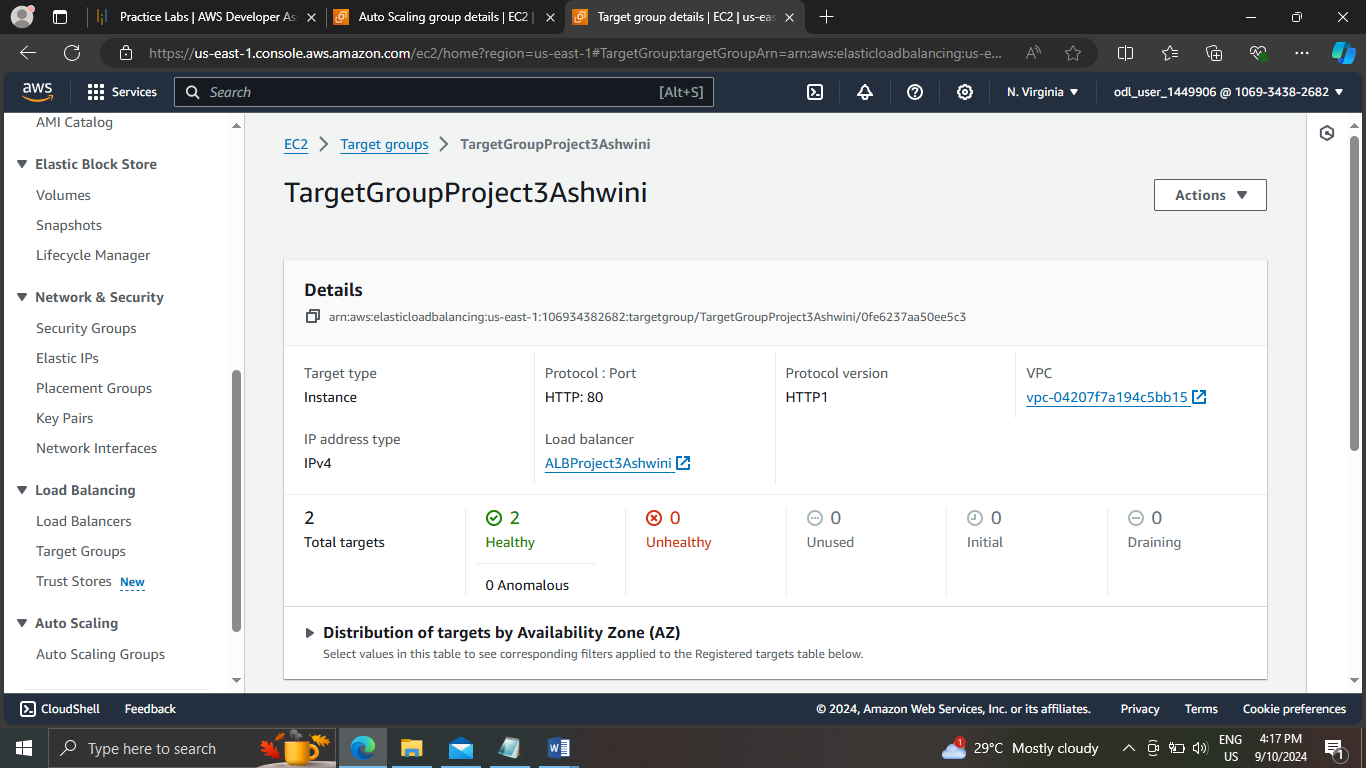 Practice Labs | AWS Developer As
Auto Scaling group details | EC2 |
Target group details | EC2 | us-eas
https://us-east-1.console.aws.amazon.com/ec2/home?region=us-east-1#TargetGroup:targetGroupArn=arn:aws:elasticloadbalancing:us-e...
aws
Services
Search
[Alt+S]
N. Virginia
odl_user_1449906 @ 1069-3438-2682
AMI Catalog
Elastic Block Store
Volumes
Snapshots
Lifecycle Manager
Network & Security
Security Groups
Elastic IPs
Placement Groups
Key Pairs
Network Interfaces
Load Balancing
Load Balancers
Target Groups
Trust Stores New
Auto Scaling
Auto Scaling Groups
EC2 > Target groups > TargetGroupProject3Ashwini
TargetGroupProject3Ashwini
Actions
Details
arn:aws:elasticloadbalancing:us-east-1:106934382682:targetgroup/TargetGroupProject3Ashwini/0fe6237aa50ee5c3
Target type
Instance
Protocol : Port
HTTP: 80
Protocol version
HTTP1
VPC
vpc-04207f7a194c5bb15
IP address type
IPv4
Load balancer
ALBProject3Ashwini
2
Total targets
2
Healthy
0 Anomalous
0
Unhealthy
0
Unused
0
Initial
0
Draining
Distribution of targets by Availability Zone (AZ)
Select values in this table to see corresponding filters applied to the Registered targets table below.
CloudShell
Feedback
© 2024, Amazon Web Services, Inc. or its affiliates.
Privacy
Terms
Cookie preferences
Type here to search
1
29°C Mostly cloudy
ENG
US
4:17 PM
9/10/2024
1